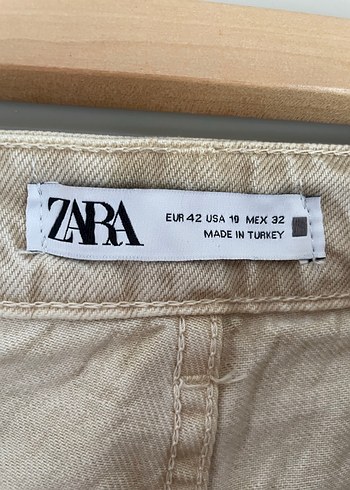 ZARA
EUR 42 USA 10 MEX 32
MADE IN TURKEY